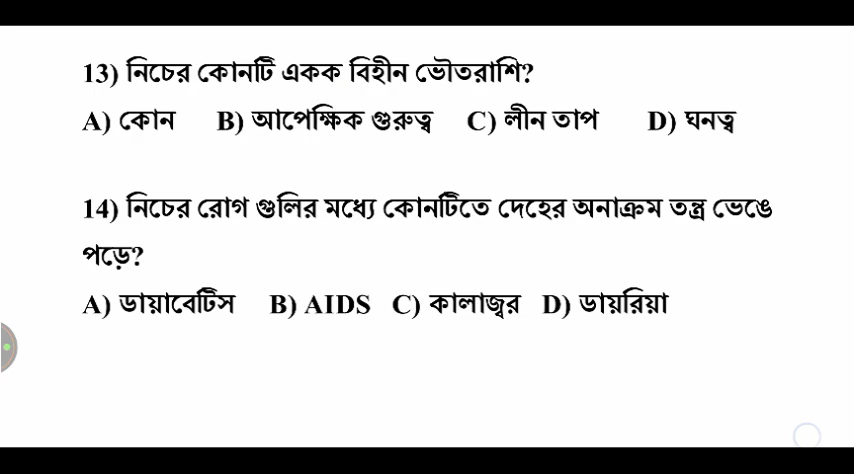 13) নিচের কোনটি একক বিহীন ভৌতরাশি?
A) কোন B) আপেক্ষিক গুরুত্ব C) লীন তাপ D) ঘনত্ব
14) নিচের রোগ গুলির মধ্যে কোনটিতে দেহের অনাক্রম তন্ত্র ভেঙে
পড়ে?
A) ডায়াবেটিস B) AIDS C) কালাজ্বর D) ডায়রিয়া